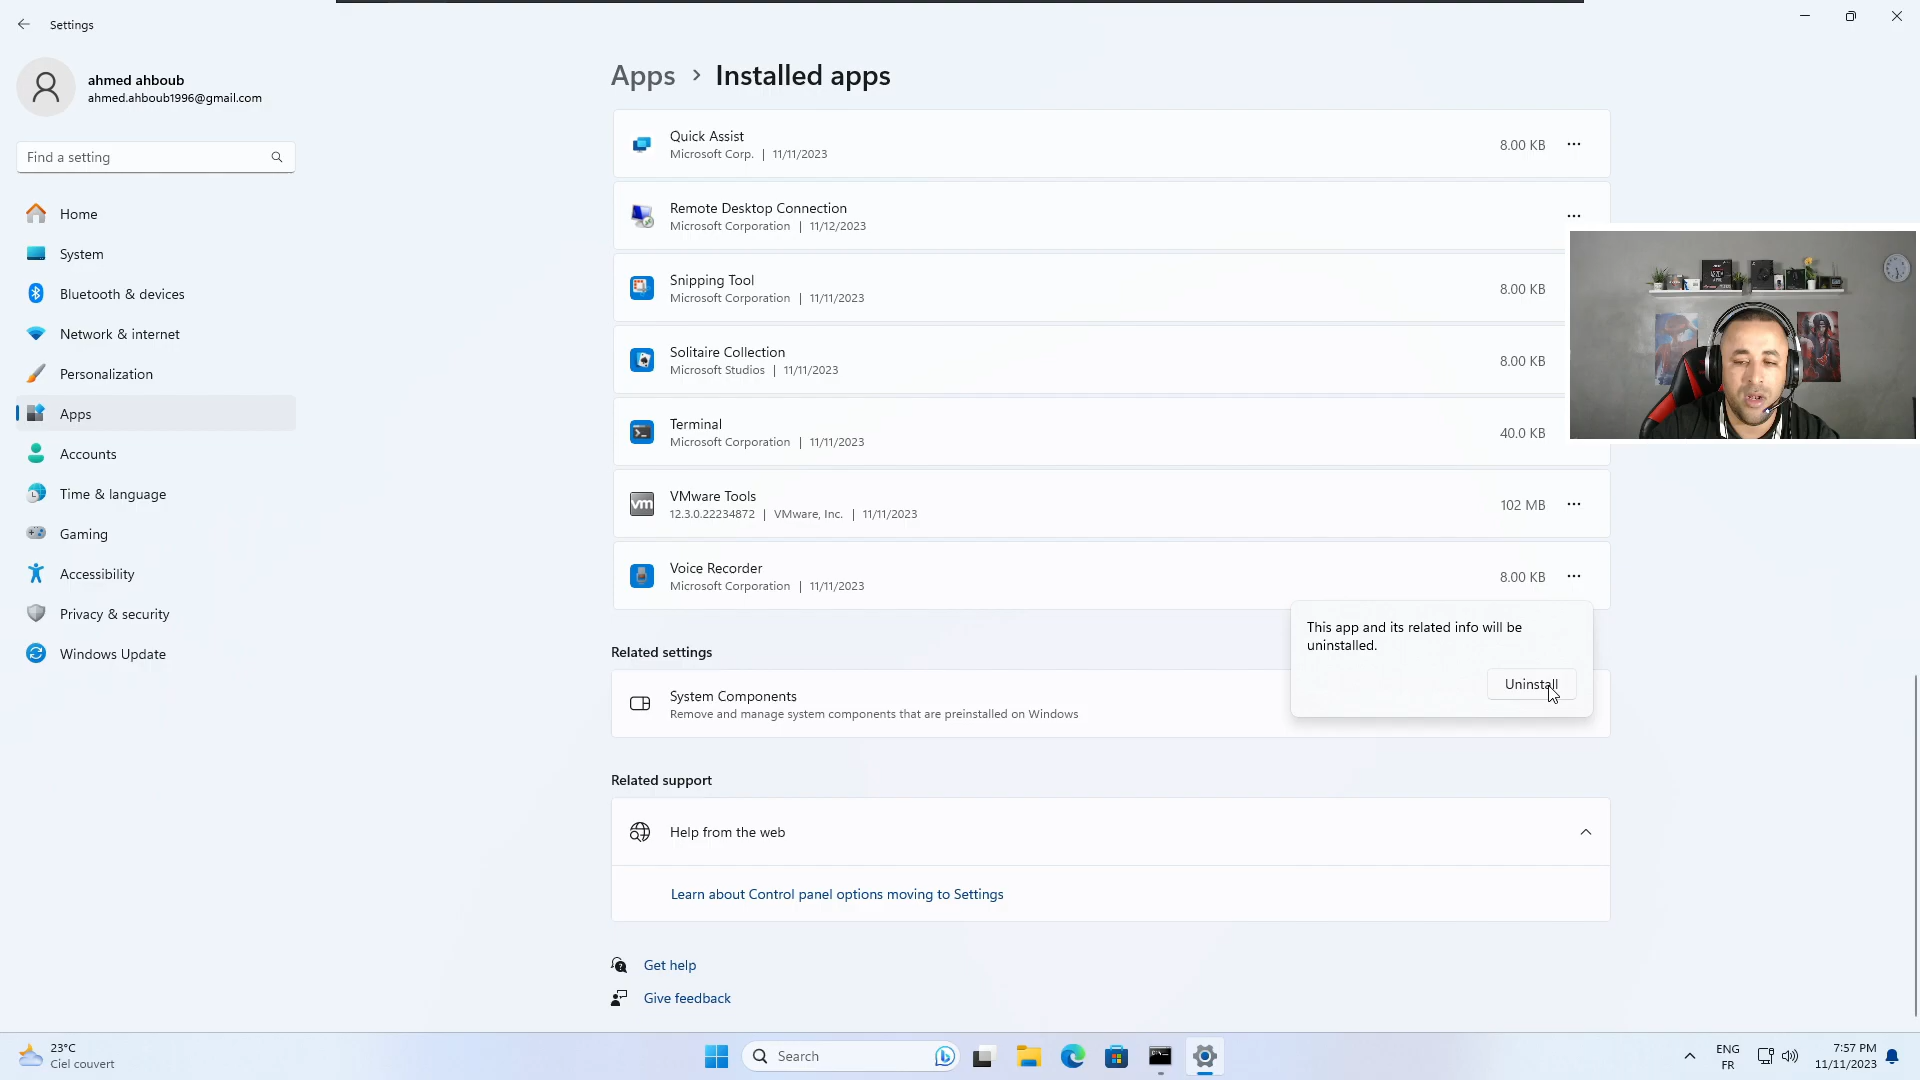 Settings
ahmed ahboub
ahmed.ahboub1996@gmail.com
Find a setting
Home
System
Bluetooth & devices
Network & internet
Personalization
Apps
Accounts
Time & language
Gaming
Accessibility
Privacy & security
Windows Update
Apps > Installed apps
Quick Assist
Microsoft Corp. | 11/11/2023
8.00 KB
Remote Desktop Connection
Microsoft Corporation | 11/12/2023
Snipping Tool
Microsoft Corporation | 11/11/2023
8.00 KB
Solitaire Collection
Microsoft Studios | 11/11/2023
8.00 KB
Terminal
Microsoft Corporation | 11/11/2023
40.0 KB
vm
VMware Tools
12.3.0.22234872 | VMware, Inc. | 11/11/2023
102 MB
Voice Recorder
Microsoft Corporation | 11/11/2023
8.00 KB
This app and its related info will be
uninstalled.
Uninstall
Related settings
System Components
Remove and manage system components that are preinstalled on Windows
Related support
Help from the web
Learn about Control panel options moving to Settings
Get help
Give feedback
23°C
Ciel couvert
Search
ENG
FR
7:57 PM
11/11/2023